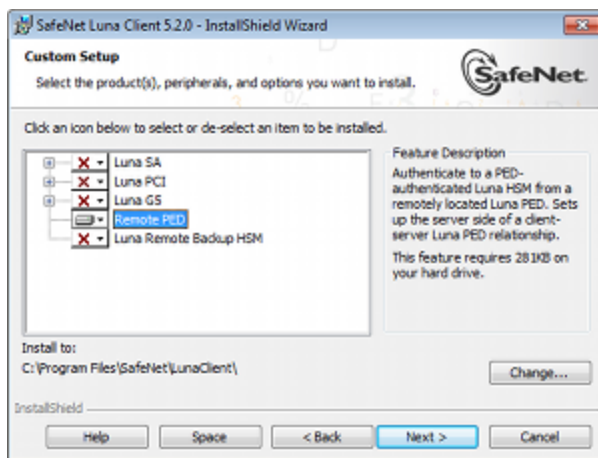 SafeNet Luna Client 5.2.0 - InstallShield Wizard
Custom Setup
Select the product(s), peripherals, and options you want to install.
SafeNet.
Click an icon below to select or de-select an item to be installed.
Luna SA
Luna PCI
Luna G5
Remote PED
Luna Remote Backup HSM
Feature Description
Authenticate to a PED-
authenticated Luna HSM from a
remotely located Luna PED. Sets
up the server side of a client-
server Luna PED relationship.
This feature requires 281KB on
your hard drive.
Install to:
C:\Program Files\SafeNet\LunaClient\
Change...
InstallShield
Help
Space
< Back
Next >
Cancel